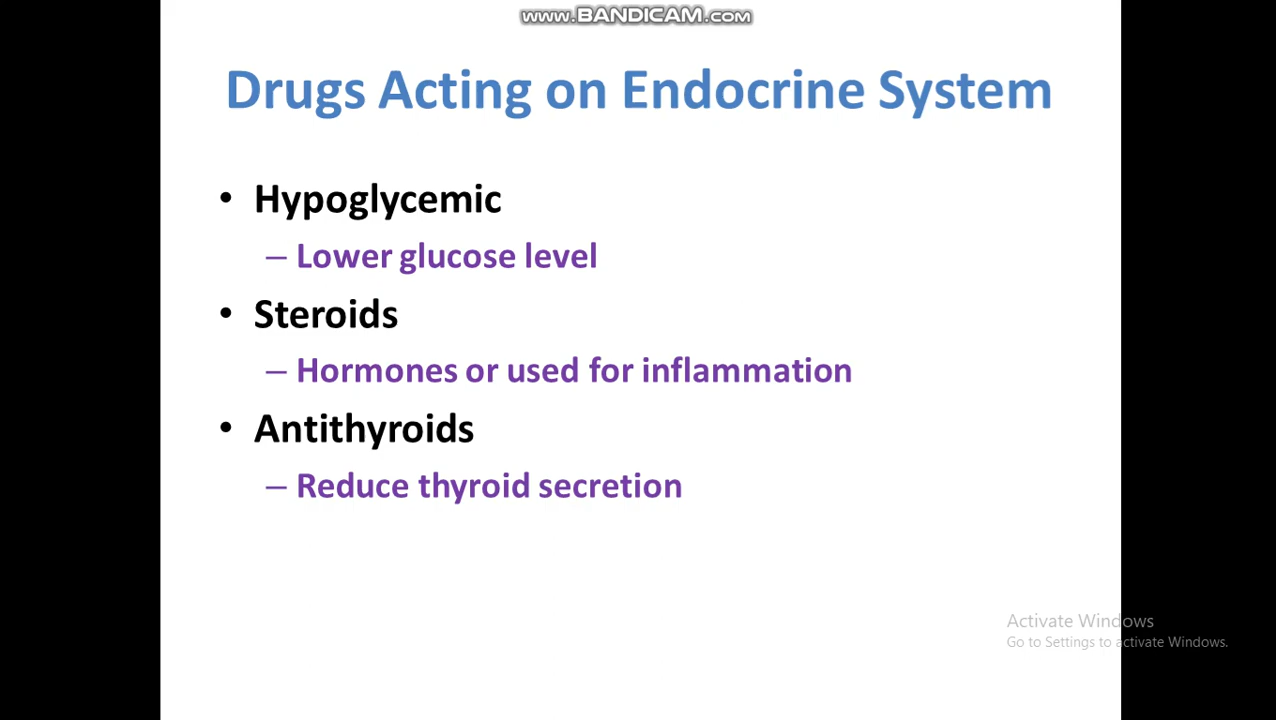 www.BANDICAM.com
Drugs Acting on Endocrine System
• Hypoglycemic
– Lower glucose level
• Steroids
– Hormones or used for inflammation
• Antithyroids
– Reduce thyroid secretion
Activate Windows
Go to Settings to activate Windows.